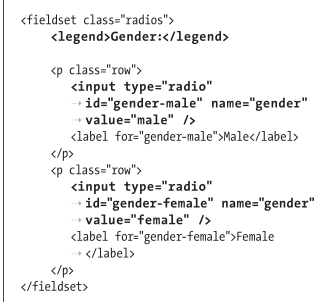 <fieldset class="radios">
<legend>Gender:</legend>
<p class="row">
<input type="radio"
→ id="gender-male" name="gender"
→ value="male" />
<label for="gender-male">Male</label>
</p>
<p class="row">
<input type="radio"
→ id="gender-female" name="gender"
→ value="female" />
<label for="gender-female">Female
→ </label>
</p>
</fieldset>